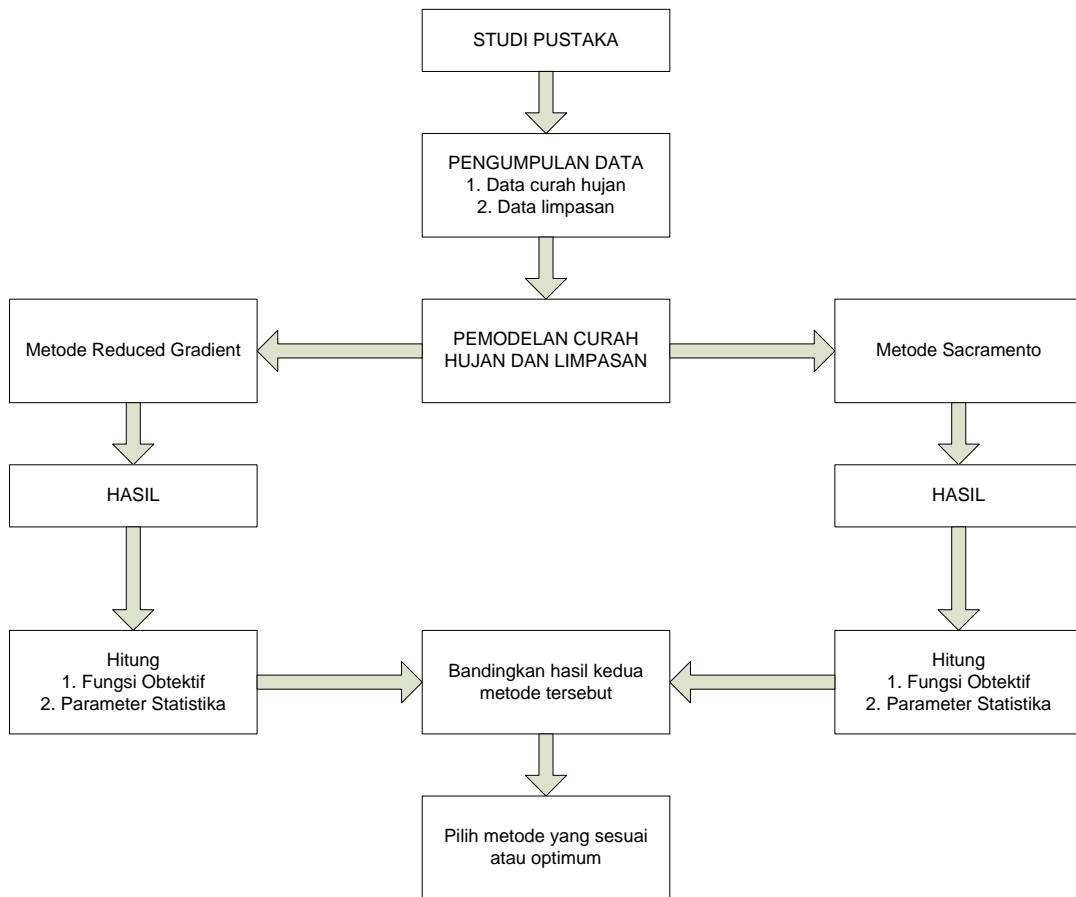 STUDI PUSTAKA
PENGUMPULAN DATA
1. Data curah hujan
2. Data limpasan
Metode Reduced Gradient
PEMODELAN CURAH
HUJAN DAN LIMPASAN
Metode Sacramento
HASIL
HASIL
Hitung
1. Fungsi Obtektif
2. Parameter Statistika
Bandingkan hasil kedua
metode tersebut
Hitung
1. Fungsi Obtektif
2. Parameter Statistika
Pilih metode yang sesuai
atau optimum